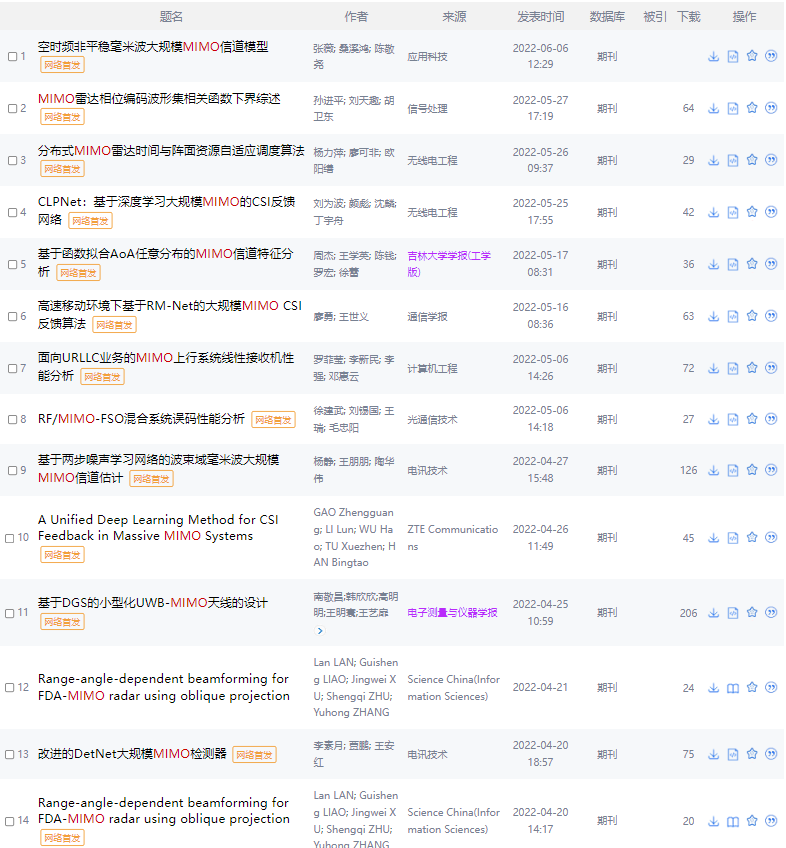 题名 作者 来源 发表时间 数据库 被引 下载 操作
1 空时频非平稳毫米波大规模MIMO信道模型
网络首发
张薇; 桑溪鸿; 陈敬
尧
应用科技
2022-06-06
12:29
期刊
2 MIMO雷达相位编码波形集相关函数下界综述
网络首发
孙进平; 刘天趣; 胡
卫东
信号处理
2022-05-27
17:19
期刊
64
3 分布式MIMO雷达时间与阵面资源自适应调度算法
网络首发
杨力萍; 廖可非; 欧
阳缮
无线电工程
2022-05-26
09:37
期刊
29
4 CLPNet：基于深度学习大规模MIMO的CSI反馈
网络 网络首发
刘为波; 颜彪; 沈麟;
丁宇舟
无线电工程
2022-05-25
17:55
期刊
42
5 基于函数拟合AoA任意分布的MIMO信道特征分
析 网络首发
周杰; 王学英; 陈钱;
罗宏; 徐蕾
吉林大学学报(工学
版)
2022-05-17
08:31
期刊
36
6 高速移动环境下基于RM-Net的大规模MIMO CSI
反馈算法 网络首发
廖勇; 王世义
通信学报
2022-05-16
08:36
期刊
63
7 面向URLLC业务的MIMO上行系统线性接收机性
能分析 网络首发
罗菲莹; 李新民; 李
强; 邓惠云
计算机工程
2022-05-06
14:26
期刊
72
8 RF/MIMO-FSO混合系统误码性能分析 网络首发
徐建武; 刘锡国; 王
瑞; 毛忠阳
光通信技术
2022-05-06
14:18
期刊
27
9 基于两步噪声学习网络的波束域毫米波大规模
MIMO信道估计 网络首发
杨静; 王朋朋; 陶华
伟
电讯技术
2022-04-27
15:48
期刊
126
10 A Unified Deep Learning Method for CSI
Feedback in Massive MIMO Systems
网络首发
GAO Zhengguan
g; LI Lun; WU Ha
o; TU Xuezhen; H
AN Bingtao
ZTE Communicatio
ns
2022-04-26
11:49
期刊
45
11 基于DGS的小型化UWB-MIMO天线的设计
网络首发
南敬昌;韩欣欣;高明
明;王明寰;王艺靡
电子测量与仪器学报
2022-04-25
10:59
期刊
206
12 Range-angle-dependent beamforming for
FDA-MIMO radar using oblique projection
Lan LAN; Guishen
g LIAO; Jingwei X
U; Shengqi ZHU;
Yuhong ZHANG
Science China(Infor
mation Sciences)
2022-04-21
期刊
24
13 改进的DetNet大规模MIMO检测器 网络首发
李素月; 贾鹏; 王安
红
电讯技术
2022-04-20
18:57
期刊
75
14 Range-angle-dependent beamforming for
FDA-MIMO radar using oblique projection
网络首发
Lan LAN; Guishen
g LIAO; Jingwei X
U; Shengqi ZHU;
Yuhong ZHANG
Science China(Infor
mation Sciences)
2022-04-20
14:17
期刊
20